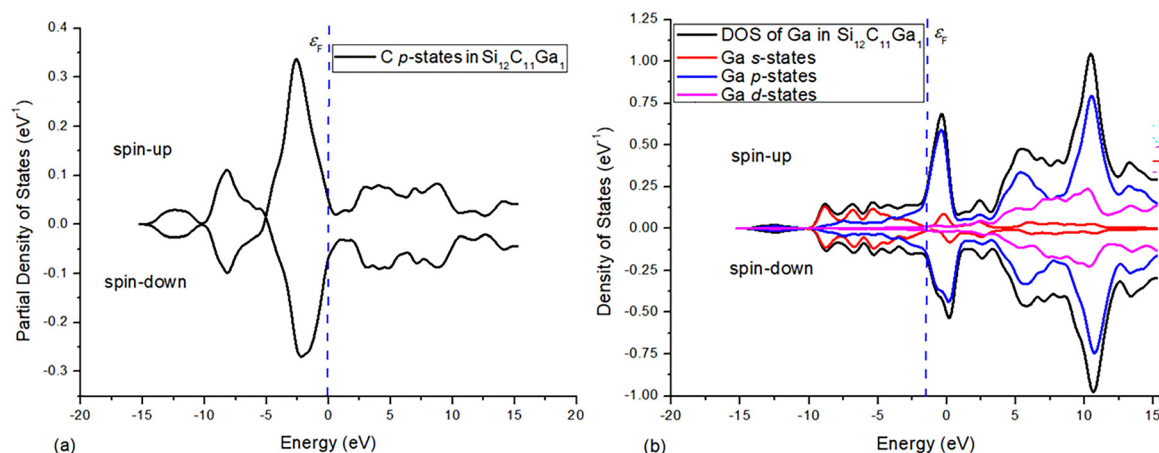 0.4
0.3
0.2
0.1
0.0
-0.1
-0.2
-0.3
Partial Density of States (eV⁻¹)
ε_F
C p-states in Si₁₂C₁₁Ga₁
spin-up
spin-down
-20 -15 -10 -5 0 5 10 15 20
Energy (eV)
(a)
1.25
1.00
0.75
0.50
0.25
0.00
-0.25
-0.50
-0.75
-1.00
Density of States (eV⁻¹)
DOS of Ga in Si₁₂C₁₁Ga₁
Ga s-states
Ga p-states
Ga d-states
ε_F
spin-up
spin-down
-20 -15 -10 -5 0 5 10 15
Energy (eV)
(b)